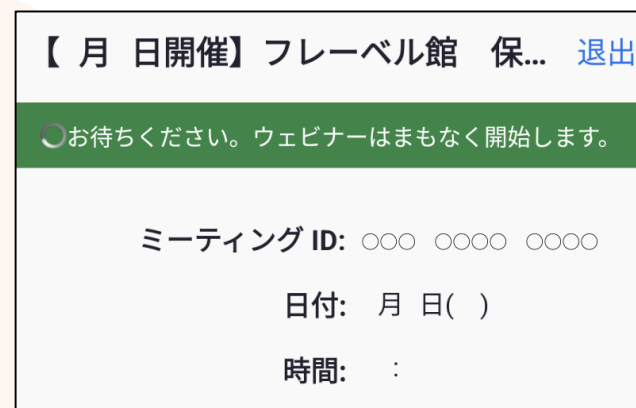 【 月 日開催】フレーベル館 保... 退出
お待ちください。ウェビナーはまもなく開始します。
ミーティング ID: ○○○ ○○○○ ○○○○
日付: 月 日( )
時間: :